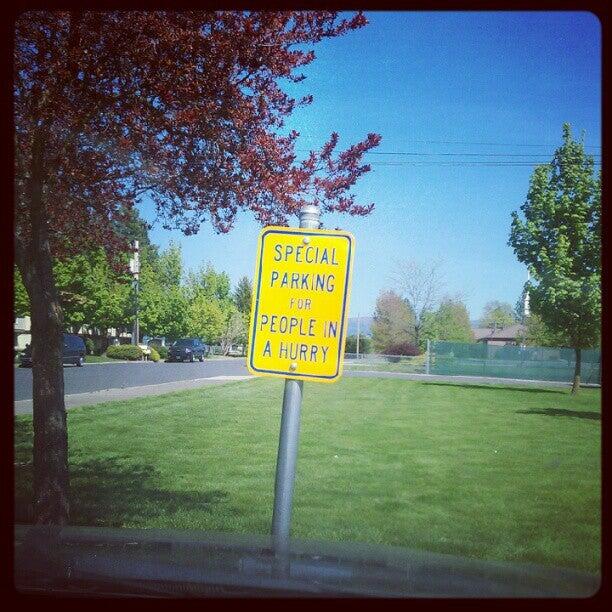 SPECIAL
PARKING
FOR
PEOPLE IN
A HURRY